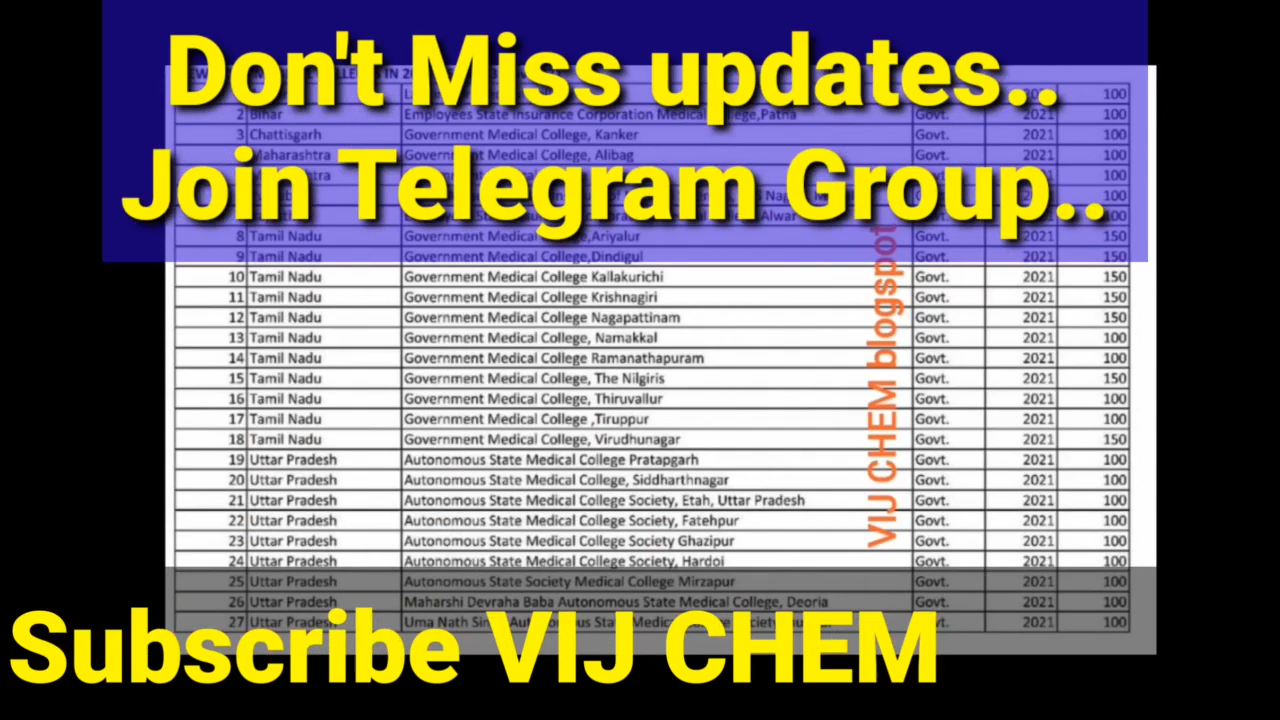 Don't Miss updates..
Join Telegram Group..
LLEGES IN 20
2021 100
2 Bihar Employees State Insurance Corporation Medical College,Patna Govt. 2021 100
3 Chattisgarh Government Medical College, Kanker Govt. 2021 100
Maharashtra Government Medical College, Alibag Govt. 2021 100
100
100
Alwar 100
8 Tamil Nadu Government Medical ,Ariyalur Govt. 2021 150
9 Tamil Nadu Government Medical College,Dindigul Govt. 2021 150
10 Tamil Nadu Government Medical College Kallakurichi Govt. 2021 150
11 Tamil Nadu Government Medical College Krishnagiri Govt. 2021 150
12 Tamil Nadu Government Medical College Nagapattinam Govt. 2021 150
13 Tamil Nadu Government Medical College, Namakkal Govt. 2021 100
14 Tamil Nadu Government Medical College Ramanathapuram Govt. 2021 100
15 Tamil Nadu Government Medical College, The Nilgiris Govt. 2021 150
16 Tamil Nadu Government Medical College, Thiruvallur Govt. 2021 100
17 Tamil Nadu Government Medical College ,Tiruppur Govt. 2021 100
18 Tamil Nadu Government Medical College, Virudhunagar Govt. 2021 150
19 Uttar Pradesh Autonomous State Medical College Pratapgarh Govt. 2021 100
20 Uttar Pradesh Autonomous State Medical College, Siddharthnagar Govt. 2021 100
21 Uttar Pradesh Autonomous State Medical College Society, Etah, Uttar Pradesh Govt. 2021 100
22 Uttar Pradesh Autonomous State Medical College Society, Fatehpur Govt. 2021 100
23 Uttar Pradesh Autonomous State Medical College Society Ghazipur Govt. 2021 100
24 Uttar Pradesh Autonomous State Medical College Society, Hardoi Govt. 2021 100
25 Uttar Pradesh Autonomous State Society Medical College Mirzapur Govt. 2021 100
26 Uttar Pradesh Maharshi Devraha Baba Autonomous State Medical College, Deoria Govt. 2021 100
27 Uttar Pradesh Uma Nath Govt. 2021 100
VIJ CHEM blogspot
Subscribe VIJ CHEM